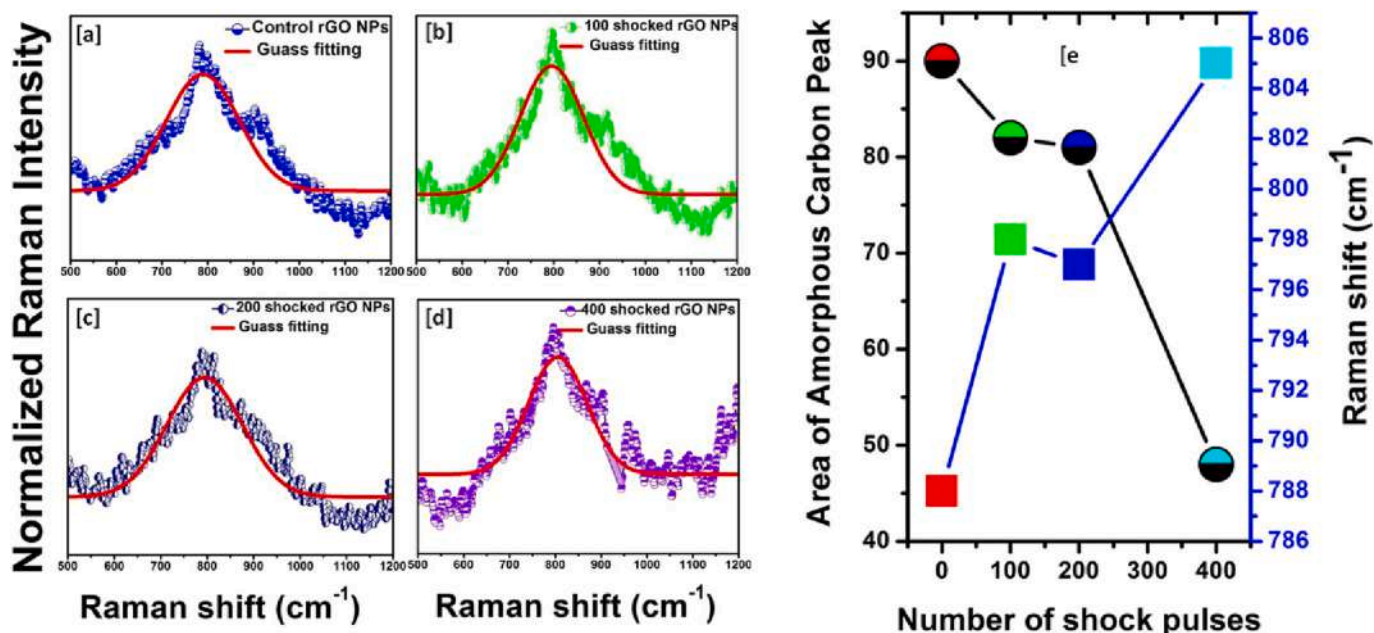 Normalized Raman Intensity
[a]
Control rGO NPs
Guass fitting
500 600 700 800 900 1000 1100 1200
[b]
100 shocked rGO NPs
Guass fitting
500 600 700 800 900 1000 1100 1200
[c]
200 shocked rGO NPs
Guass fitting
500 600 700 800 900 1000 1100 1200
[d]
400 shocked rGO NPs
Guass fitting
500 600 700 800 900 1000 1100 1200
Raman shift (cm⁻¹)
Raman shift (cm⁻¹)
Area of Amorphous Carbon Peak
90
80
70
60
50
40
[e
806
804
802
800
798
796
794
792
790
788
786
Raman shift (cm⁻¹)
0 100 200 300 400
Number of shock pulses